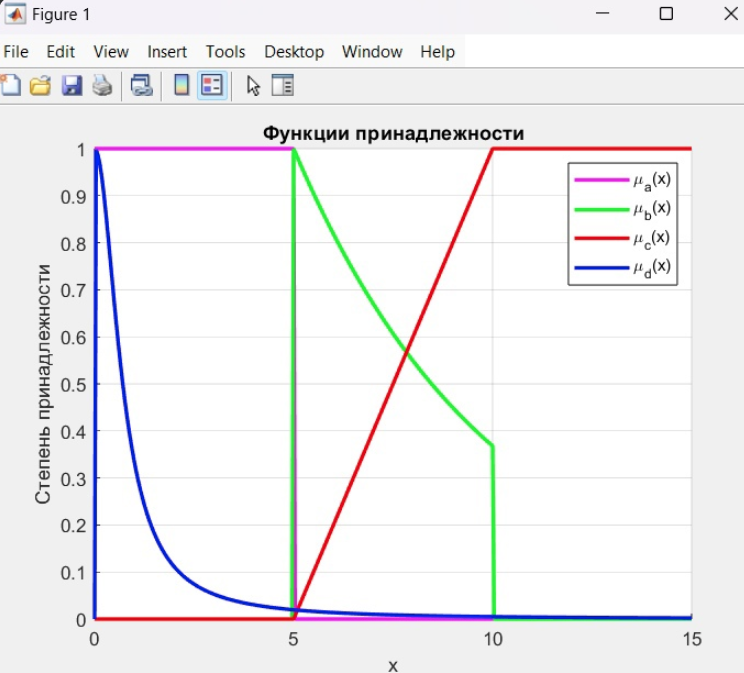 Figure 1
File Edit View Insert Tools Desktop Window Help
Функции принадлежности
μa(x)
μb(x)
μc(x)
μd(x)
Степень принадлежности
1
0.9
0.8
0.7
0.6
0.5
0.4
0.3
0.2
0.1
0
0 5 10 15
x